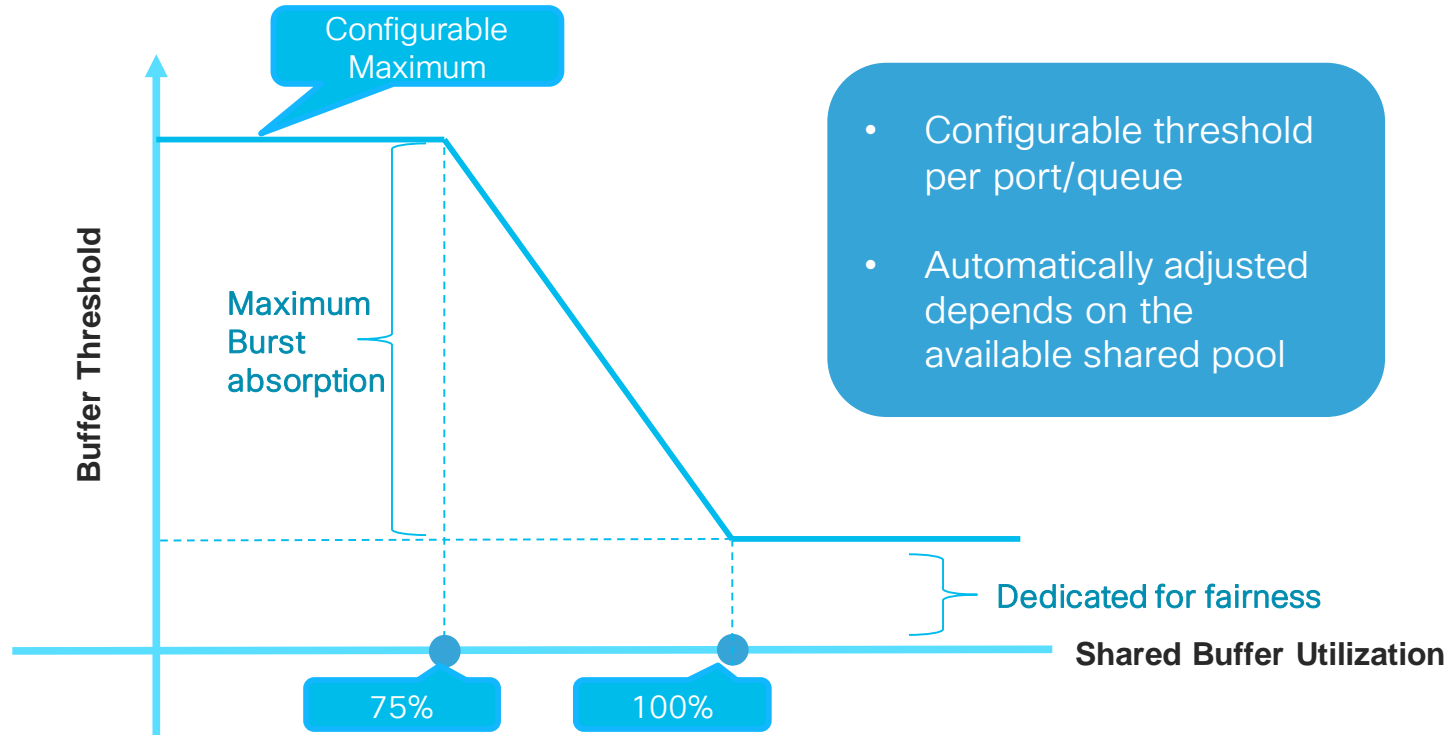 Configurable
Maximum
• Configurable threshold
per port/queue
• Automatically adjusted
depends on the
available shared pool
Buffer Threshold
Maximum
Burst
absorption
Dedicated for fairness
Shared Buffer Utilization
75%
100%